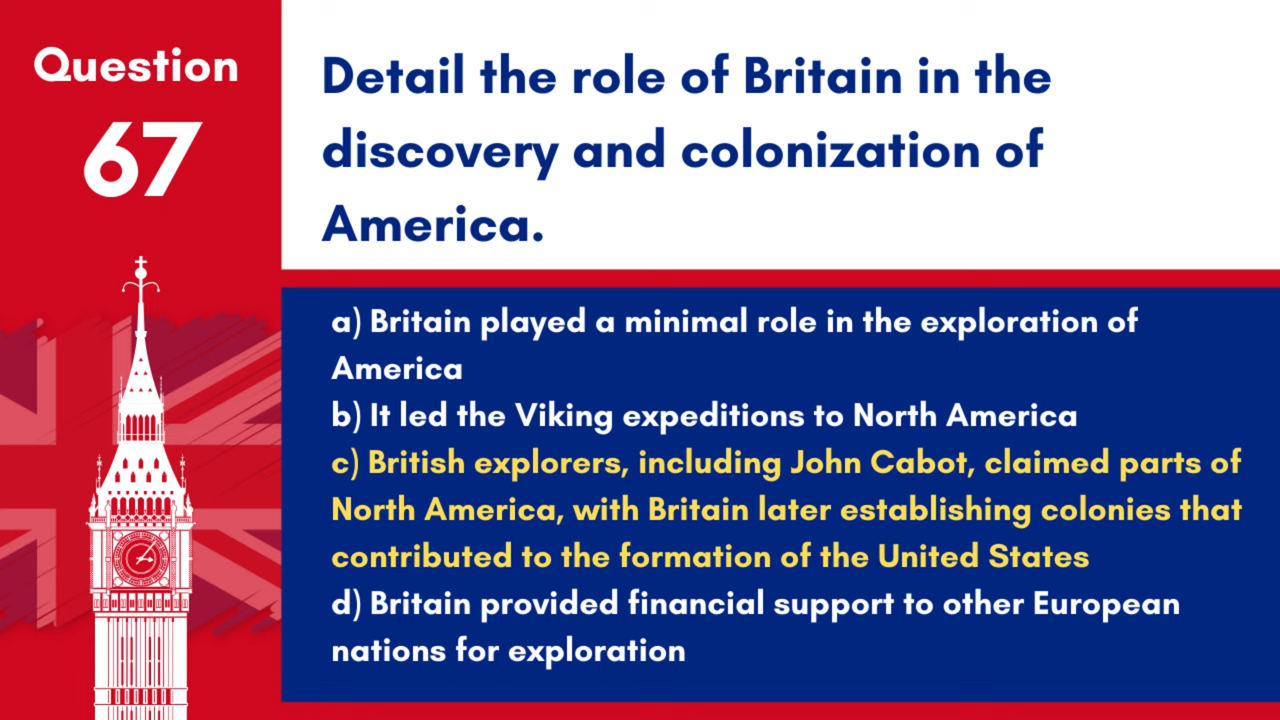 Question
67
Detail the role of Britain in the
discovery and colonization of
America.
a) Britain played a minimal role in the exploration of
America
b) It led the Viking expeditions to North America
c) British explorers, including John Cabot, claimed parts of
North America, with Britain later establishing colonies that
contributed to the formation of the United States
d) Britain provided financial support to other European
nations for exploration